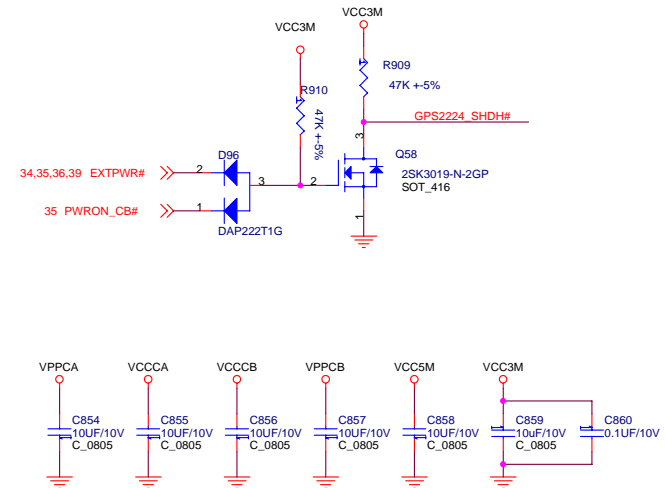 VCC3M
VCC3M
R909
47K +-5%
R910
47K +-5%
GPS2224_SHDH#
3
Q58
2SK3019-N-2GP
SOT_416
D96
34,35,36,39 EXTPWR#
2
3
2
35 PWRON_CB#
1
1
DAP222T1G
VPPCA
VCCCA
VCCCB
VPPCB
VCC5M
VCC3M
C854
10UF/10V
C_0805
C855
10UF/10V
C_0805
C856
10UF/10V
C_0805
C857
10UF/10V
C_0805
C858
10UF/10V
C_0805
C859
10uF/10V
C_0805
C860
0.1UF/10V